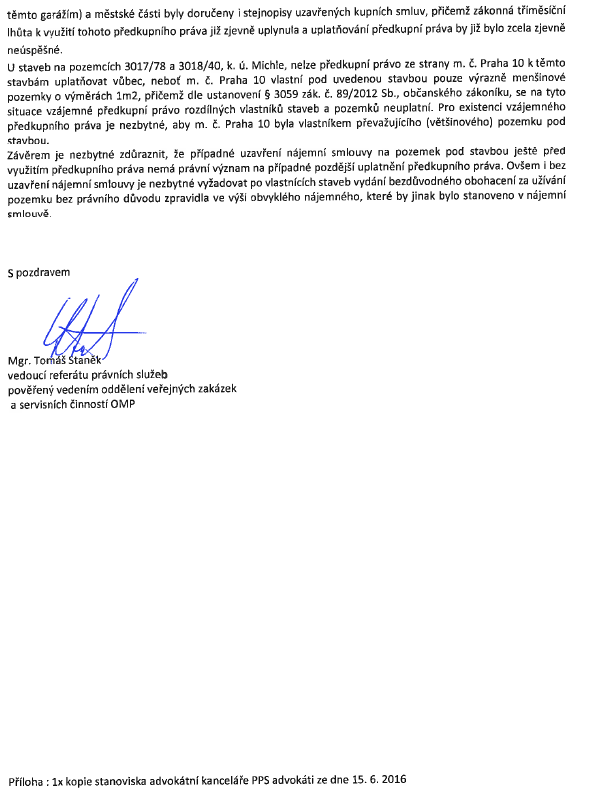 těmto garážím) a městské části byly doručeny i stejnopisy uzavřených kupních smluv, přičemž zákonná tříměsíční
lhůta k využití tohoto předkupního práva již zjevně uplynula a uplatňování předkupní práva by již bylo zcela zjevně
neúspěšné.
U staveb na pozemcích 3017/78 a 3018/40, k. ú. Michle, nelze předkupní právo ze strany m. č. Praha 10 k těmto
stavbám uplatňovat vůbec, neboť m. č. Praha 10 vlastní pod uvedenou stavbou pouze výrazně menšinové
pozemky o výměrách 1m2, přičemž dle ustanovení § 3059 zák. č. 89/2012 Sb., občanského zákoníku, se na tyto
situace vzájemné předkupní právo rozdílných vlastníků staveb a pozemků neuplatní. Pro existenci vzájemného
předkupního práva je nezbytné, aby m. č. Praha 10 byla vlastníkem převažujícího (většinového) pozemku pod
stavbou.
Závěrem je nezbytné zdůraznit, že případné uzavření nájemní smlouvy na pozemek pod stavbou ještě před
využitím předkupního práva nemá právní význam na případné pozdější uplatnění předkupního práva. Ovšem i bez
uzavření nájemní smlouvy je nezbytné vyžadovat po vlastnících staveb vydání bezdůvodného obohacení za užívání
pozemku bez právního důvodu zpravidla ve výši obvyklého nájemného, které by jinak bylo stanoveno v nájemní
smlouvě.
S pozdravem
Mgr. Tomáš Staněk
vedoucí referátu právních služeb
pověřený vedením oddělení veřejných zakázek
a servisních činností OMP
Příloha : 1x kopie stanoviska advokátní kanceláře PPS advokáti ze dne 15. 6. 2016